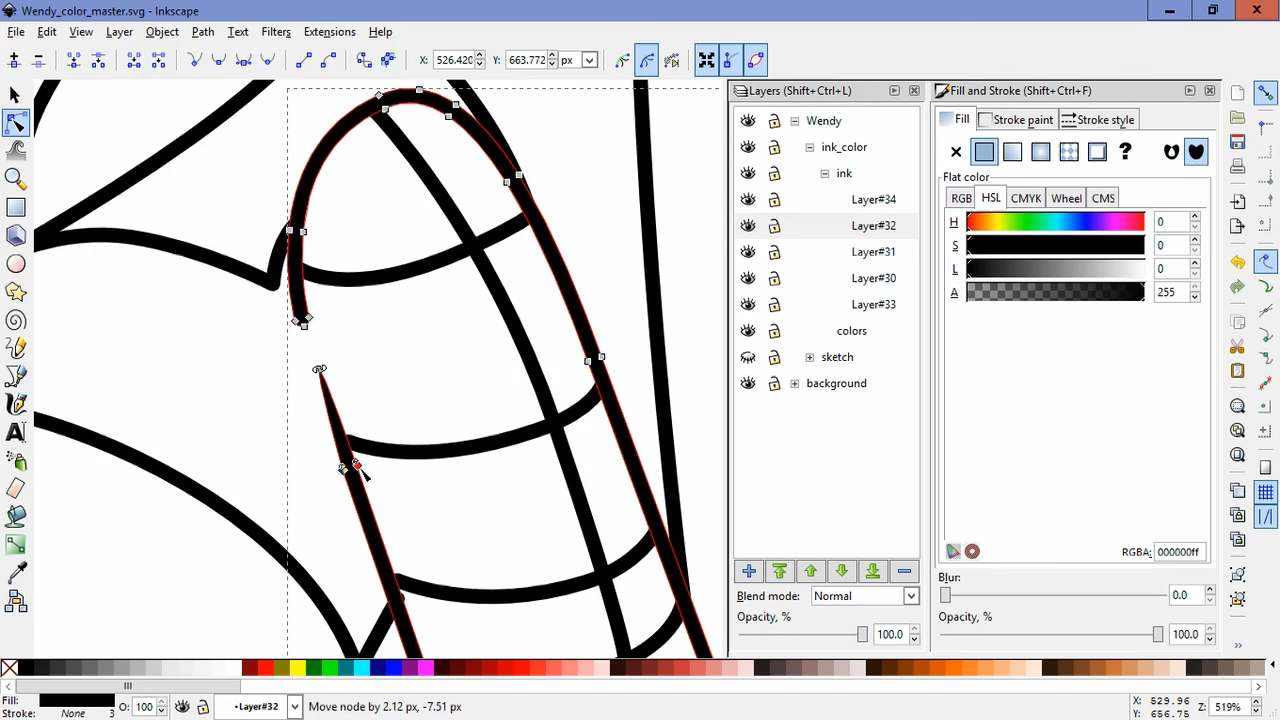 Wendy_color_master.svg - Inkscape
File Edit View Layer Object Path Filters Text Extensions Help
X: 526.420 Y: 663.772 px
Layers (Shift+Ctrl+L)
Wendy
ink_color
ink
Layer#34
Layer#32
Layer#31
Layer#30
Layer#33
colors
sketch
background
Blend mode: Normal
Opacity, %
100.0
Fill and Stroke (Shift+Ctrl+F)
Fill Stroke paint Stroke style
?
Flat color
RGB HSL CMYK Wheel CMS
H 0
S 0
L 0
A 255
RGBA: 000000ff
Blur:
0.0
Opacity, %
100.0
Fill:
Stroke: None 3
O: 100
•Layer#32
Move node by 2.12 px, -7.51 px
X: 529.96
Y: 656.75
Z: 519%